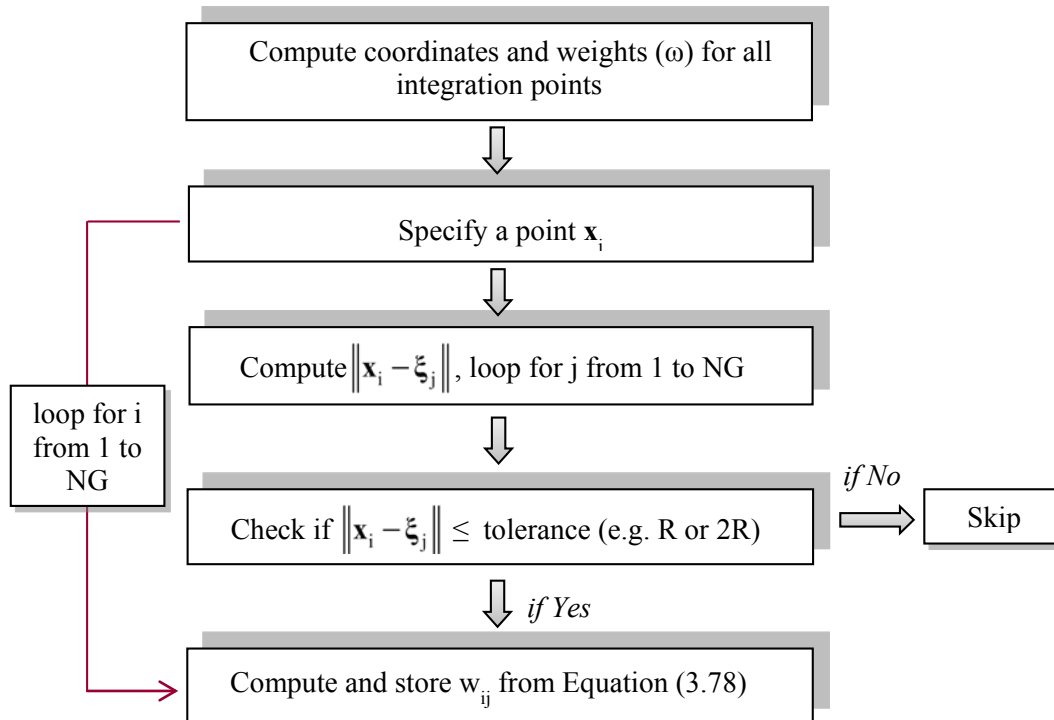 Compute coordinates and weights (ω) for all
integration points
Specify a point x_i
Compute ‖x_i − ξ_j‖, loop for j from 1 to NG
loop for i
from 1 to
NG
Check if ‖x_i − ξ_j‖ ≤ tolerance (e.g. R or 2R)
if No
Skip
if Yes
Compute and store w_ij from Equation (3.78)